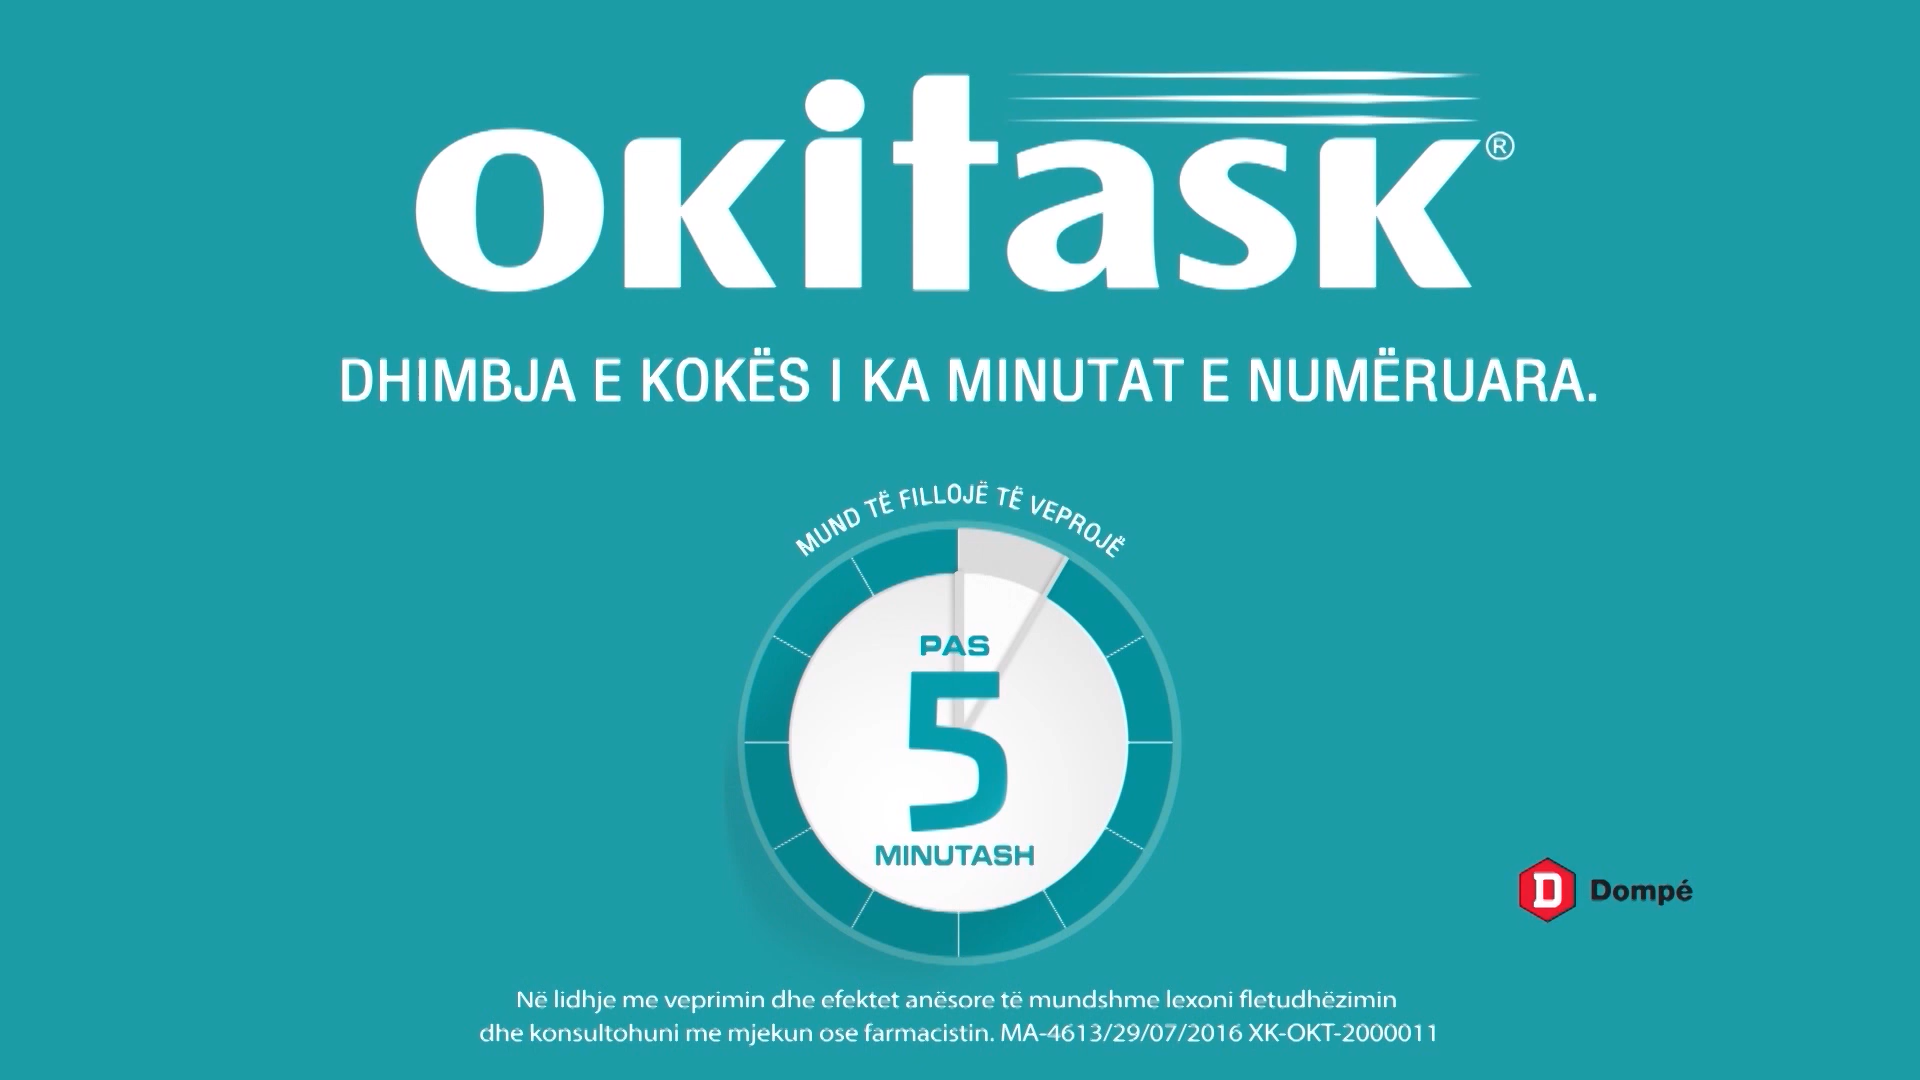 OKITASK®
DHIMBJA E KOKËS I KA MINUTAT E NUMËRUARA.
MUND TË FILLOJË TË VEPROJË
PAS
5
MINUTASH
D Dompé
Në lidhje me veprimin dhe efektet anësore të mundshme lexoni fletudhëzimin
dhe konsultohuni me mjekun ose farmacistin. MA-4613/29/07/2016 XK-OKT-2000011